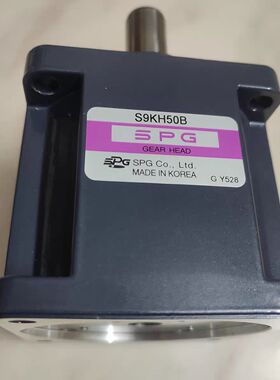 S9KH50B
SPG
GEAR HEAD
SPG SPG Co., Ltd.
MADE IN KOREA
G Y528